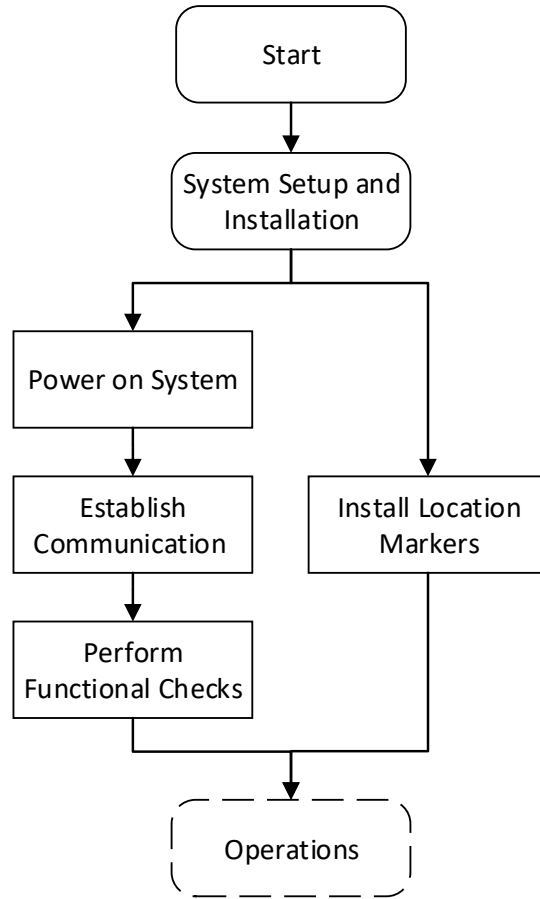 Start
System Setup and
Installation
Power on System
Establish
Communication
Install Location
Markers
Perform
Functional Checks
Operations